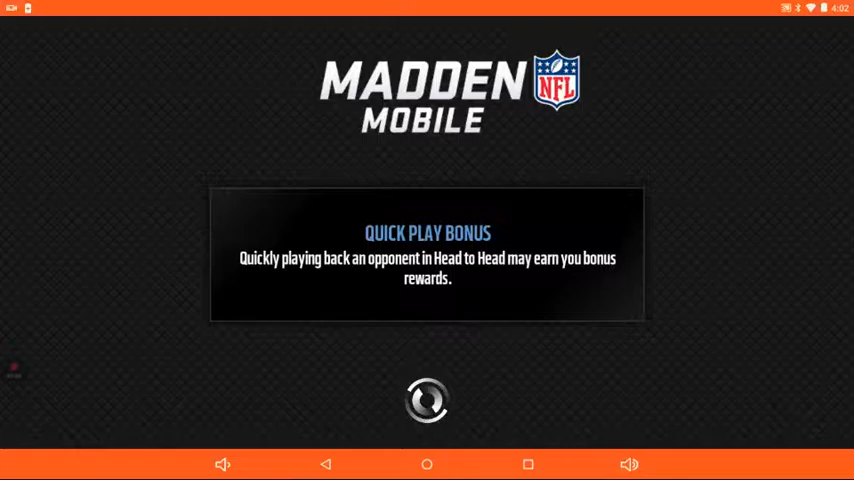 4:02
MADDEN
NFL
MOBILE
QUICK PLAY BONUS
Quickly playing back an opponent in Head to Head may earn you bonus
rewards.